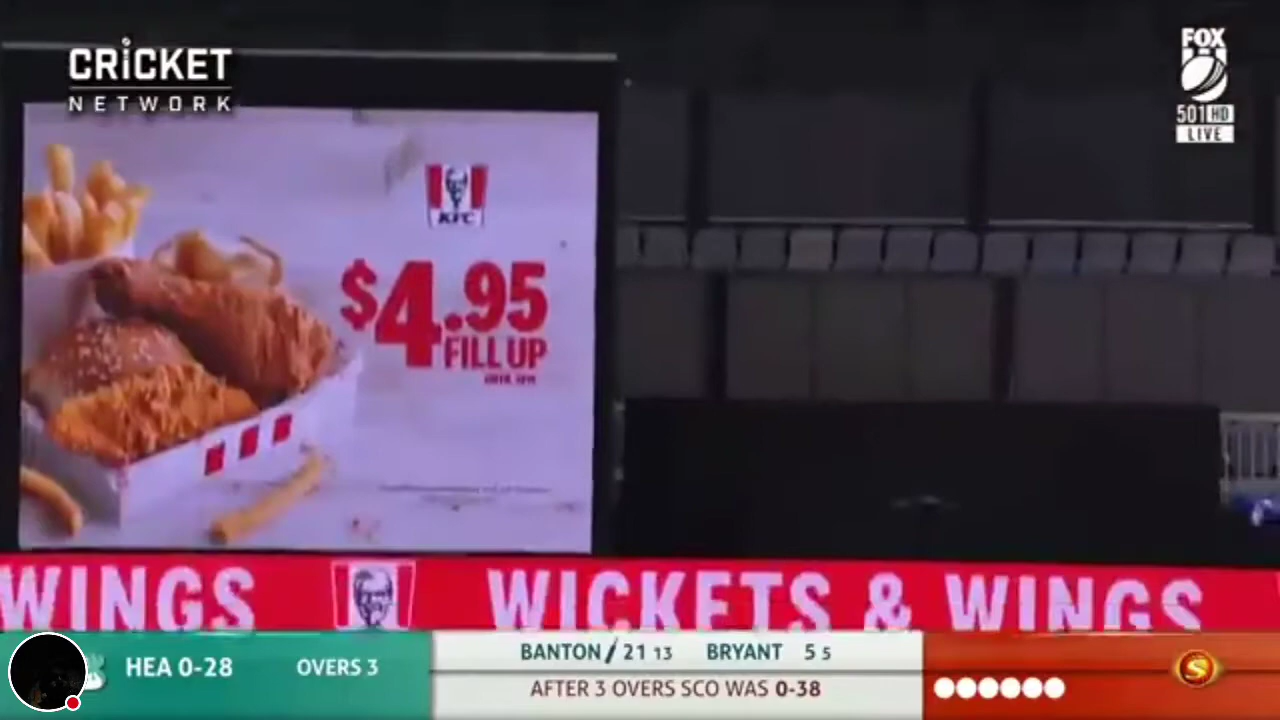 CRiCKET
NETWORK
FOX
501 HD
LIVE
KFC
$4.95
FILL UP
WINGS
WICKETS & WINGS
HEA 0-28
OVERS 3
BANTON 21 13
BRYANT 5 5
AFTER 3 OVERS SCO WAS 0-38
S